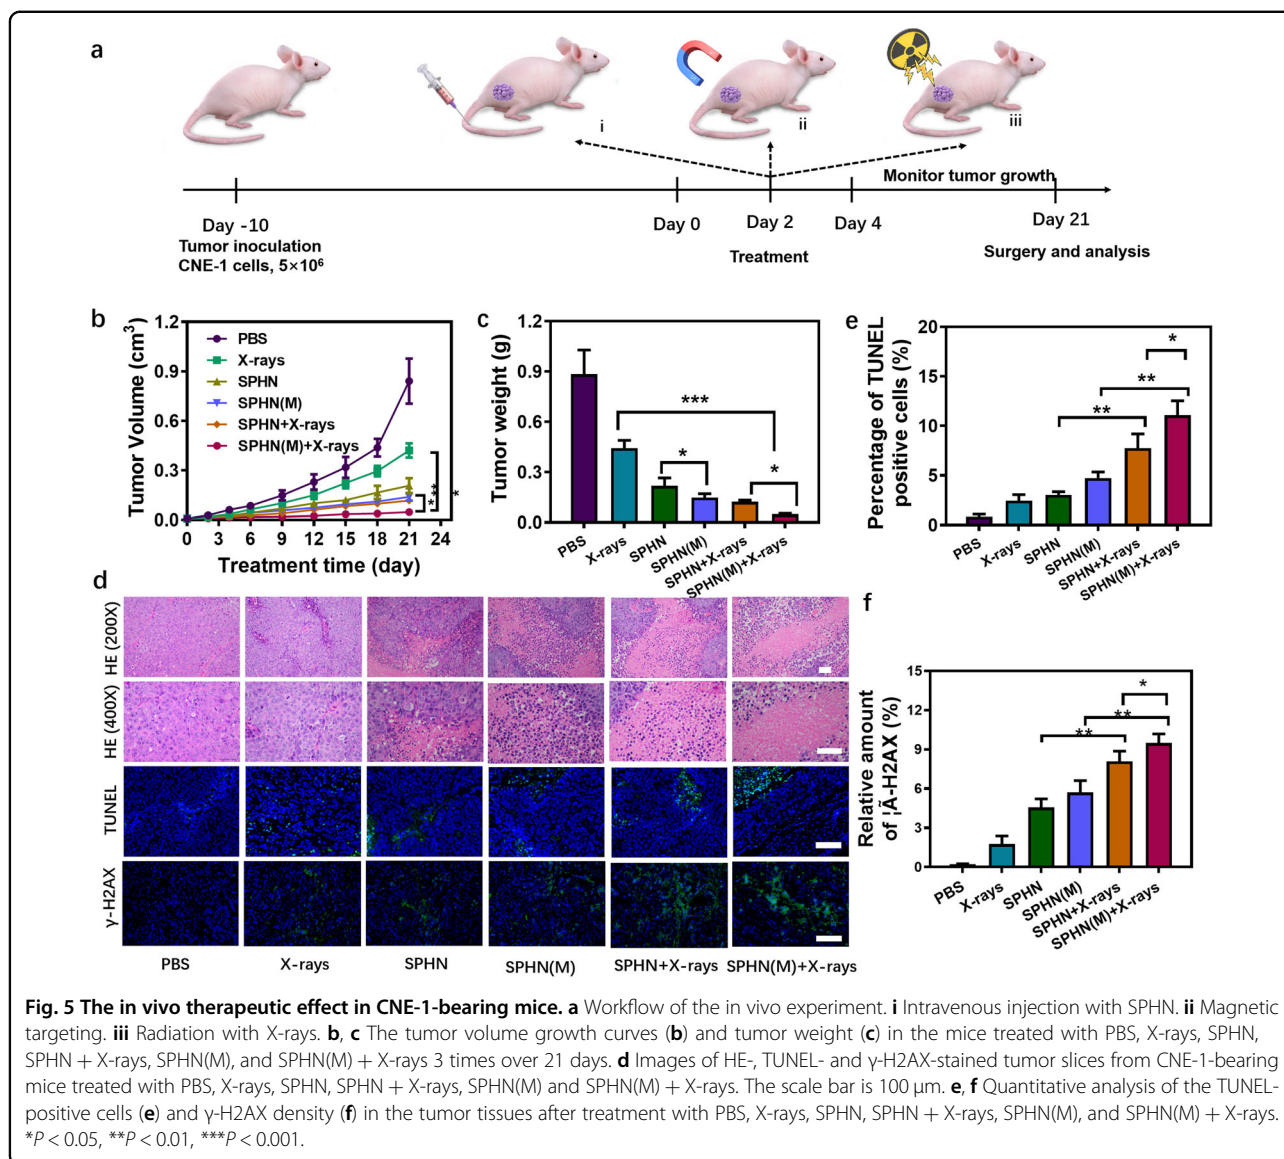 a
i
ii
iii
Monitor tumor growth
Day -10
Day 0
Day 2
Day 4
Day 21
Tumor inoculation
CNE-1 cells, 5×10⁶
Treatment
Surgery and analysis
b
Tumor Volume (cm³)
1.2
0.9
0.6
0.3
0.0
PBS
X-rays
SPHN
SPHN(M)
SPHN+X-rays
SPHN(M)+X-rays
*
**
*
0 3 6 9 12 15 18 21 24
Treatment time (day)
c
Tumor weight (g)
1.2
0.9
0.6
0.3
0.0
***
*
*
PBS
X-rays
SPHN
SPHN(M)
SPHN+X-rays
SPHN(M)+X-rays
e
Percentage of TUNEL
positive cells (%)
20
15
10
5
0
*
**
**
PBS
X-rays
SPHN
SPHN(M)
SPHN+X-rays
SPHN(M)+X-rays
d
HE (200X)
HE (400X)
TUNEL
γ-H2AX
PBS
X-rays
SPHN
SPHN(M)
SPHN+X-rays
SPHN(M)+X-rays
f
Relative amount
of ¦Ã-H2AX (%)
15
12
9
6
3
0
*
**
**
PBS
X-rays
SPHN
SPHN(M)
SPHN+X-rays
SPHN(M)+X-rays
Fig. 5 The in vivo therapeutic effect in CNE-1-bearing mice. a Workflow of the in vivo experiment. i Intravenous injection with SPHN. ii Magnetic
targeting. iii Radiation with X-rays. b, c The tumor volume growth curves (b) and tumor weight (c) in the mice treated with PBS, X-rays, SPHN,
SPHN + X-rays, SPHN(M), and SPHN(M) + X-rays 3 times over 21 days. d Images of HE-, TUNEL- and γ-H2AX-stained tumor slices from CNE-1-bearing
mice treated with PBS, X-rays, SPHN, SPHN + X-rays, SPHN(M) and SPHN(M) + X-rays. The scale bar is 100 μm. e, f Quantitative analysis of the TUNEL-
positive cells (e) and γ-H2AX density (f) in the tumor tissues after treatment with PBS, X-rays, SPHN, SPHN + X-rays, SPHN(M), and SPHN(M) + X-rays.
*P < 0.05, **P < 0.01, ***P < 0.001.